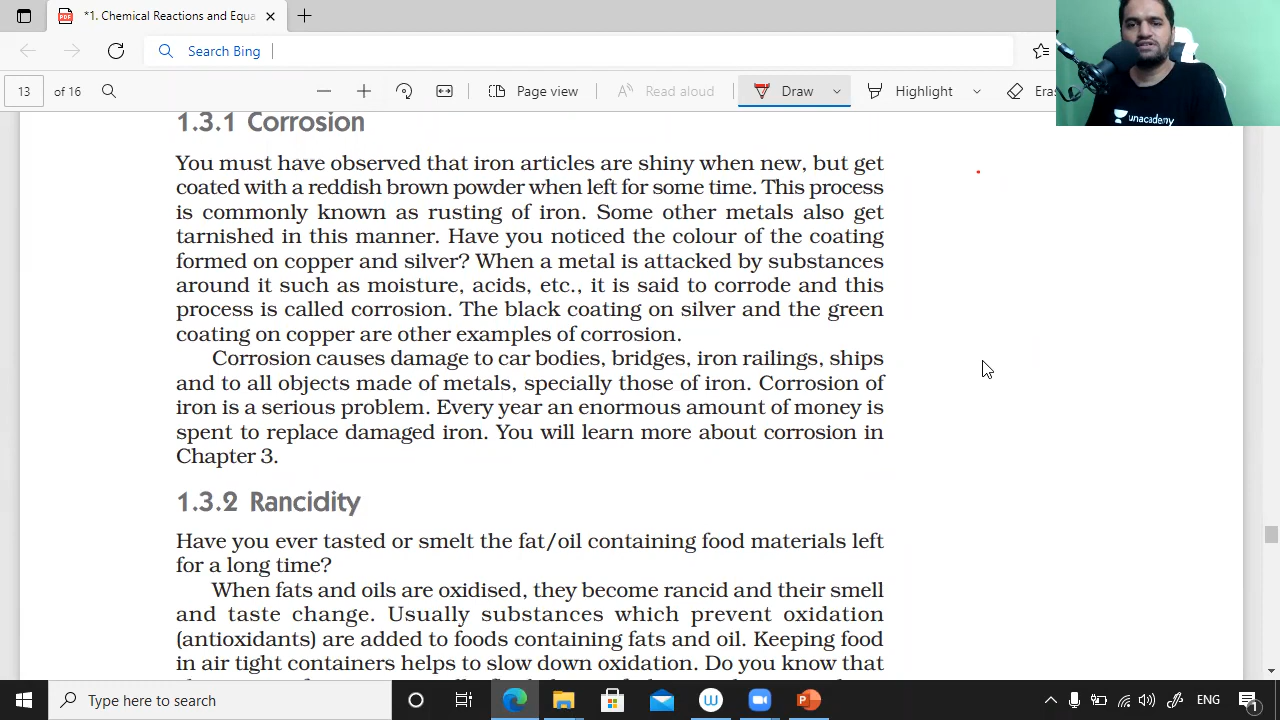 *1. Chemical Reactions and Equa
Search Bing
13 of 16
Page view
Read aloud
Draw
Highlight
Eras
unacademy
1.3.1 Corrosion
You must have observed that iron articles are shiny when new, but get
coated with a reddish brown powder when left for some time. This process
is commonly known as rusting of iron. Some other metals also get
tarnished in this manner. Have you noticed the colour of the coating
formed on copper and silver? When a metal is attacked by substances
around it such as moisture, acids, etc., it is said to corrode and this
process is called corrosion. The black coating on silver and the green
coating on copper are other examples of corrosion.
Corrosion causes damage to car bodies, bridges, iron railings, ships
and to all objects made of metals, specially those of iron. Corrosion of
iron is a serious problem. Every year an enormous amount of money is
spent to replace damaged iron. You will learn more about corrosion in
Chapter 3.
1.3.2 Rancidity
Have you ever tasted or smelt the fat/oil containing food materials left
for a long time?
When fats and oils are oxidised, they become rancid and their smell
and taste change. Usually substances which prevent oxidation
(antioxidants) are added to foods containing fats and oil. Keeping food
in air tight containers helps to slow down oxidation. Do you know that
Type here to search
ENG
1